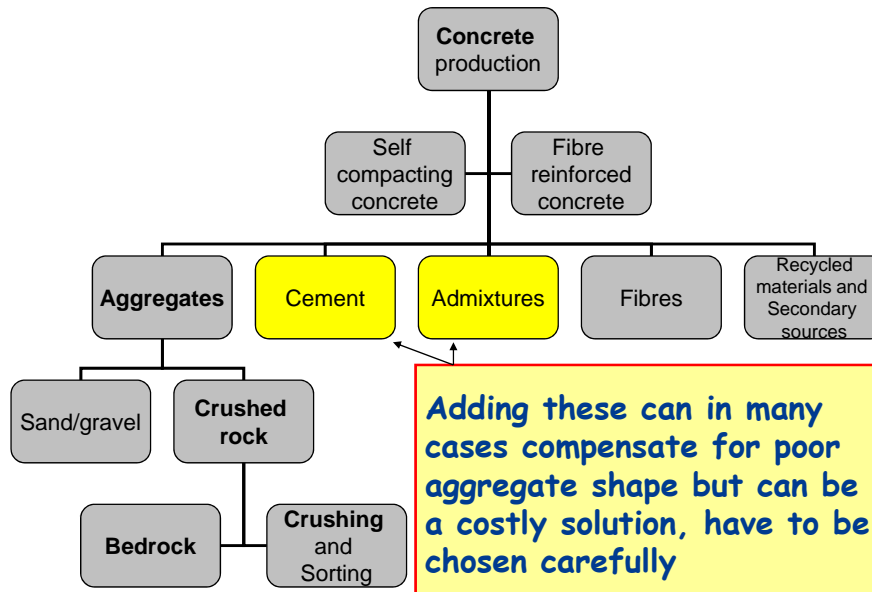 Concrete
production
Self
compacting
concrete
Fibre
reinforced
concrete
Aggregates
Cement
Admixtures
Fibres
Recycled
materials and
Secondary
sources
Sand/gravel
Crushed
rock
Bedrock
Crushing
and
Sorting
Adding these can in many
cases compensate for poor
aggregate shape but can be
a costly solution, have to be
chosen carefully